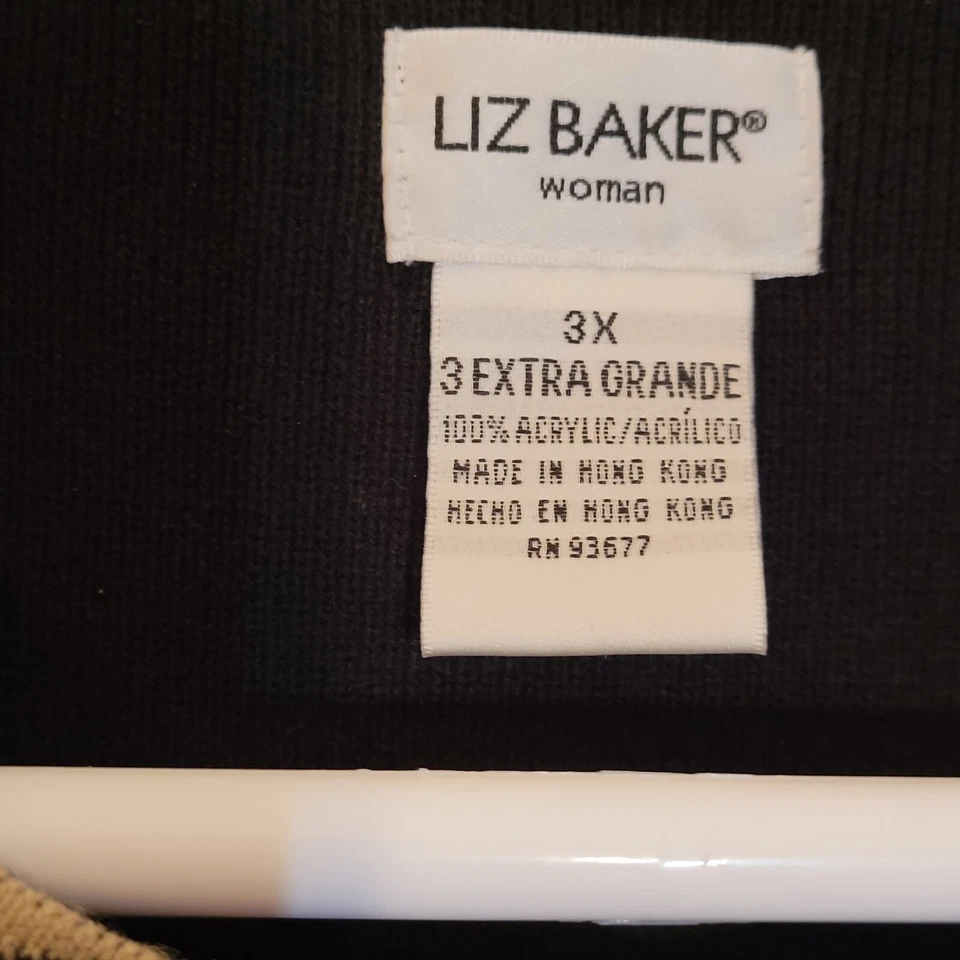 LIZ BAKER®
woman
3X
3 EXTRA GRANDE
100% ACRYLIC/ACRÍLICO
MADE IN HONG KONG
HECHO EN HONG KONG
RN 93677